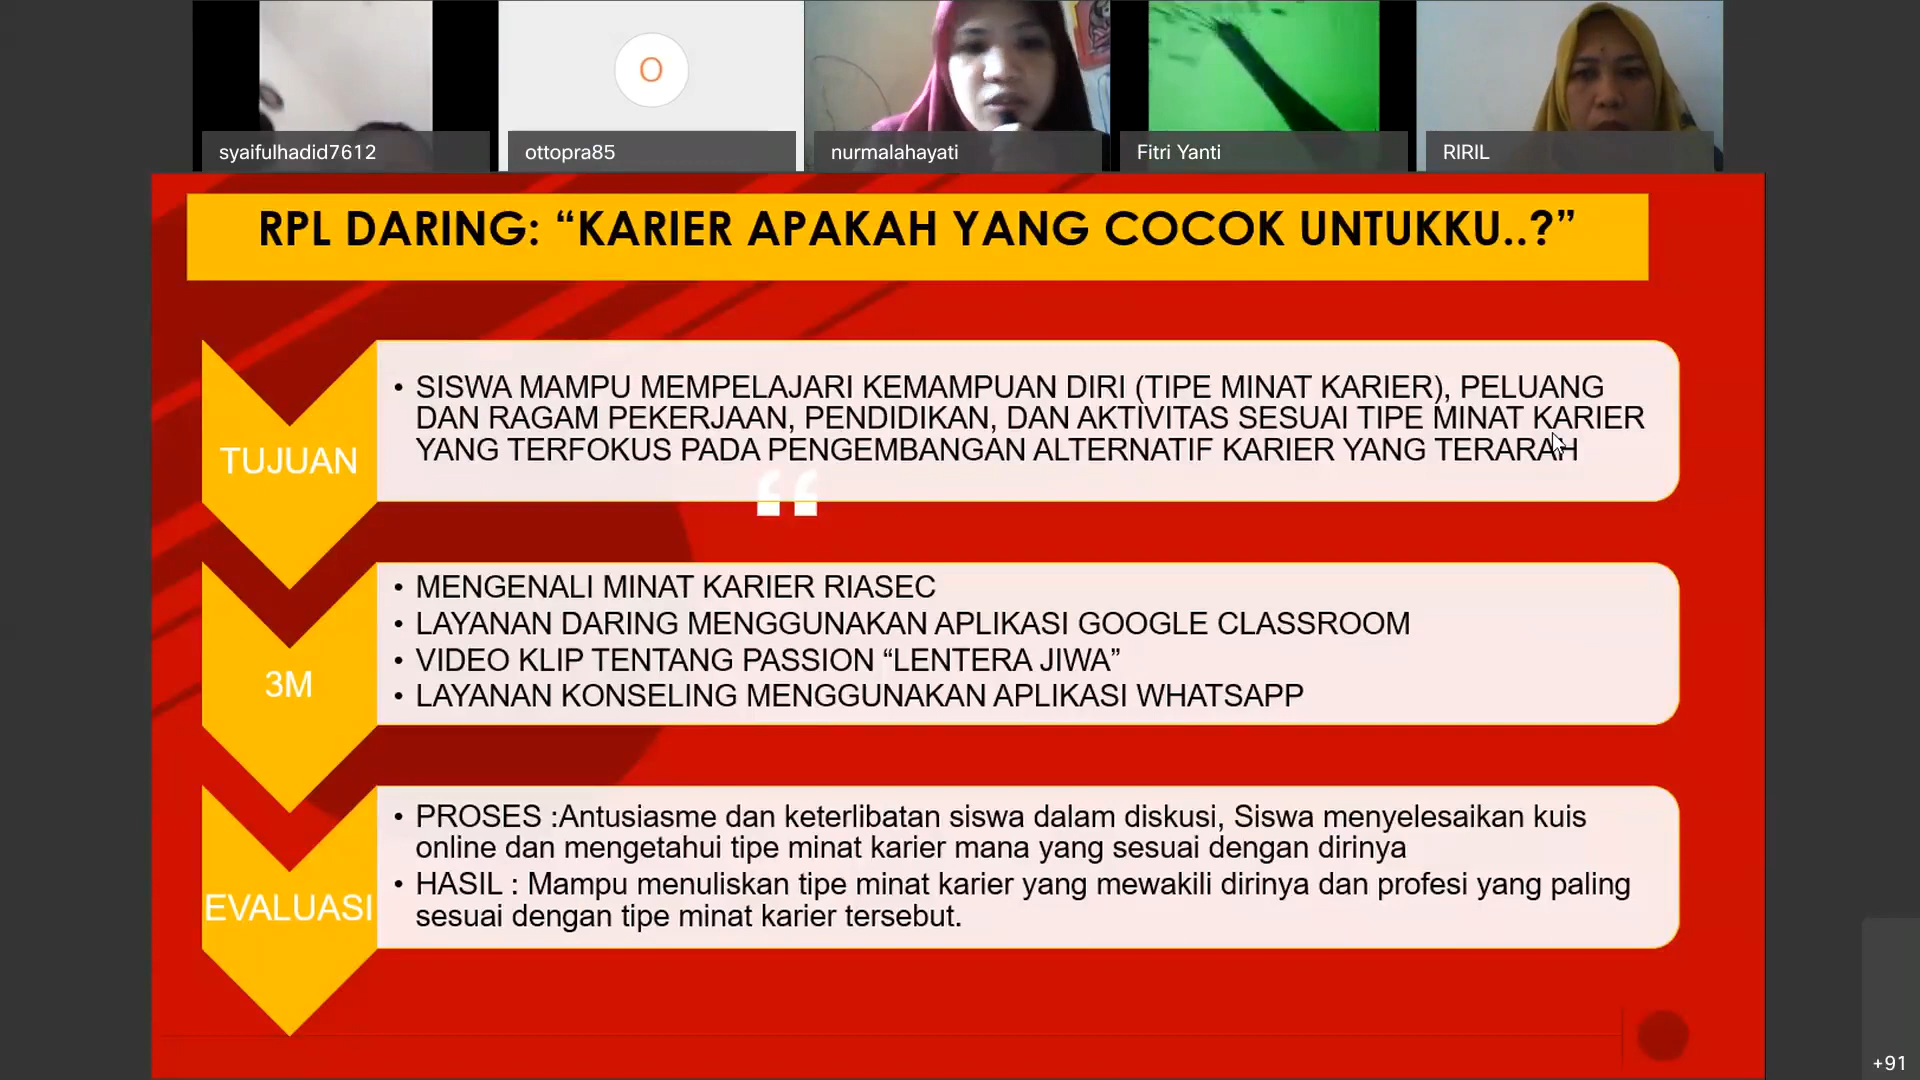 O
syaifulhadid7612
ottopra85
nurmalahayati
Fitri Yanti
RIRIL
RPL DARING: “KARIER APAKAH YANG COCOK UNTUKKU..?”
TUJUAN
• SISWA MAMPU MEMPELAJARI KEMAMPUAN DIRI (TIPE MINAT KARIER), PELUANG
DAN RAGAM PEKERJAAN, PENDIDIKAN, DAN AKTIVITAS SESUAI TIPE MINAT KARIER
YANG TERFOKUS PADA PENGEMBANGAN ALTERNATIF KARIER YANG TERARAH
“
3M
• MENGENALI MINAT KARIER RIASEC
• LAYANAN DARING MENGGUNAKAN APLIKASI GOOGLE CLASSROOM
• VIDEO KLIP TENTANG PASSION “LENTERA JIWA”
• LAYANAN KONSELING MENGGUNAKAN APLIKASI WHATSAPP
EVALUASI
• PROSES :Antusiasme dan keterlibatan siswa dalam diskusi, Siswa menyelesaikan kuis
online dan mengetahui tipe minat karier mana yang sesuai dengan dirinya
• HASIL : Mampu menuliskan tipe minat karier yang mewakili dirinya dan profesi yang paling
sesuai dengan tipe minat karier tersebut.
+91